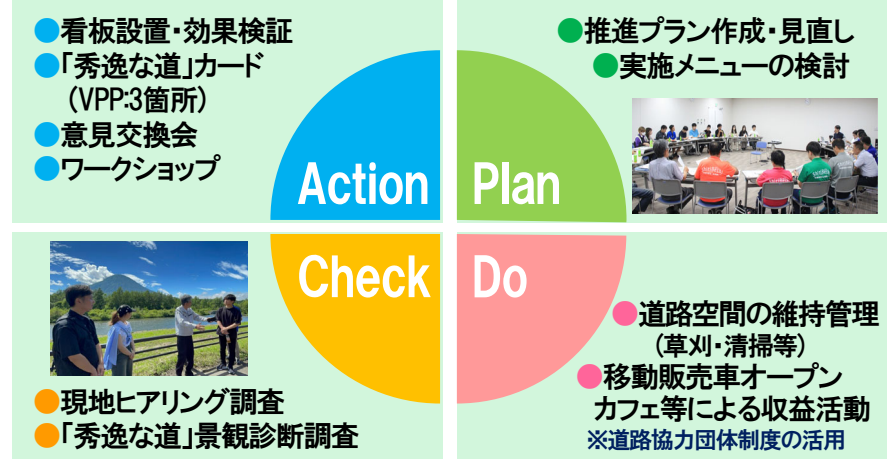 ●看板設置・効果検証
●「秀逸な道」カード
（VPP:3箇所）
●意見交換会
●ワークショップ
Action
●推進プラン作成・見直し
●実施メニューの検討
Plan
Check
●現地ヒアリング調査
●「秀逸な道」景観診断調査
Do
●道路空間の維持管理
（草刈・清掃等）
●移動販売車オープン
カフェ等による収益活動
※道路協力団体制度の活用